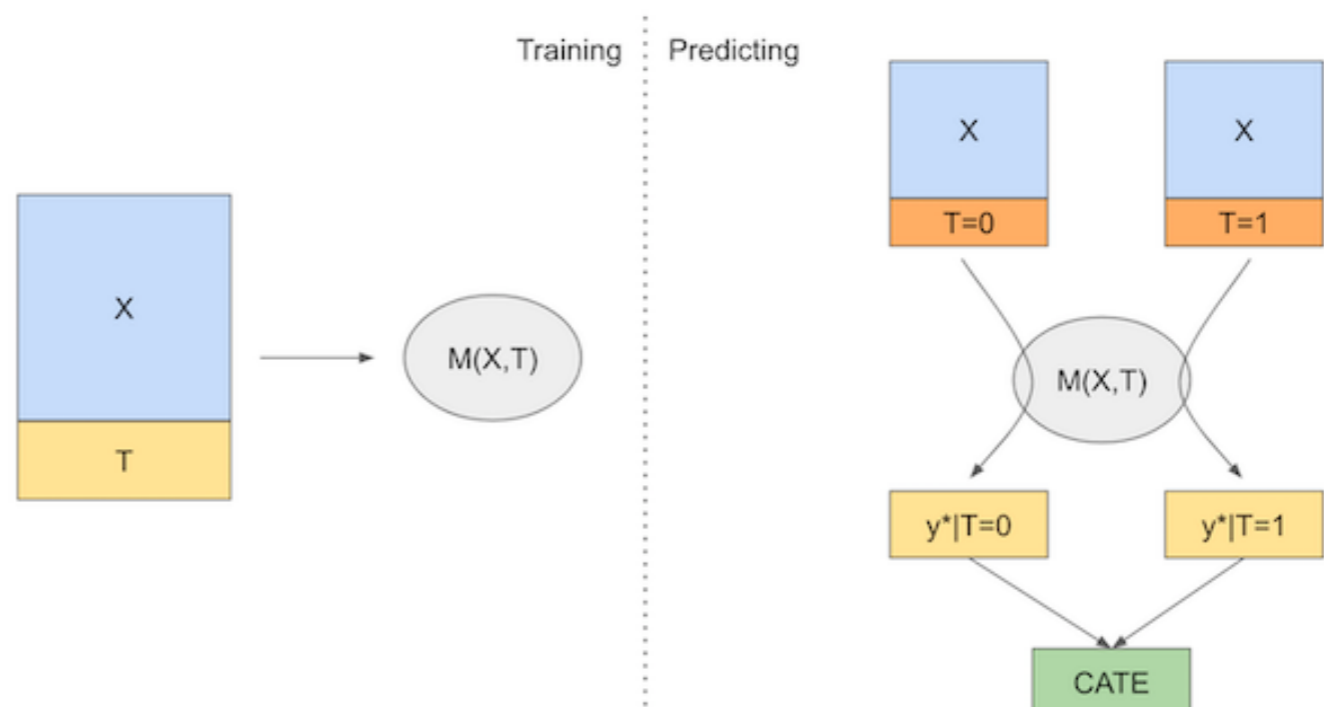 Training
Predicting
X
T
M(X,T)
X
X
T=0
T=1
M(X,T)
y*|T=0
y*|T=1
CATE